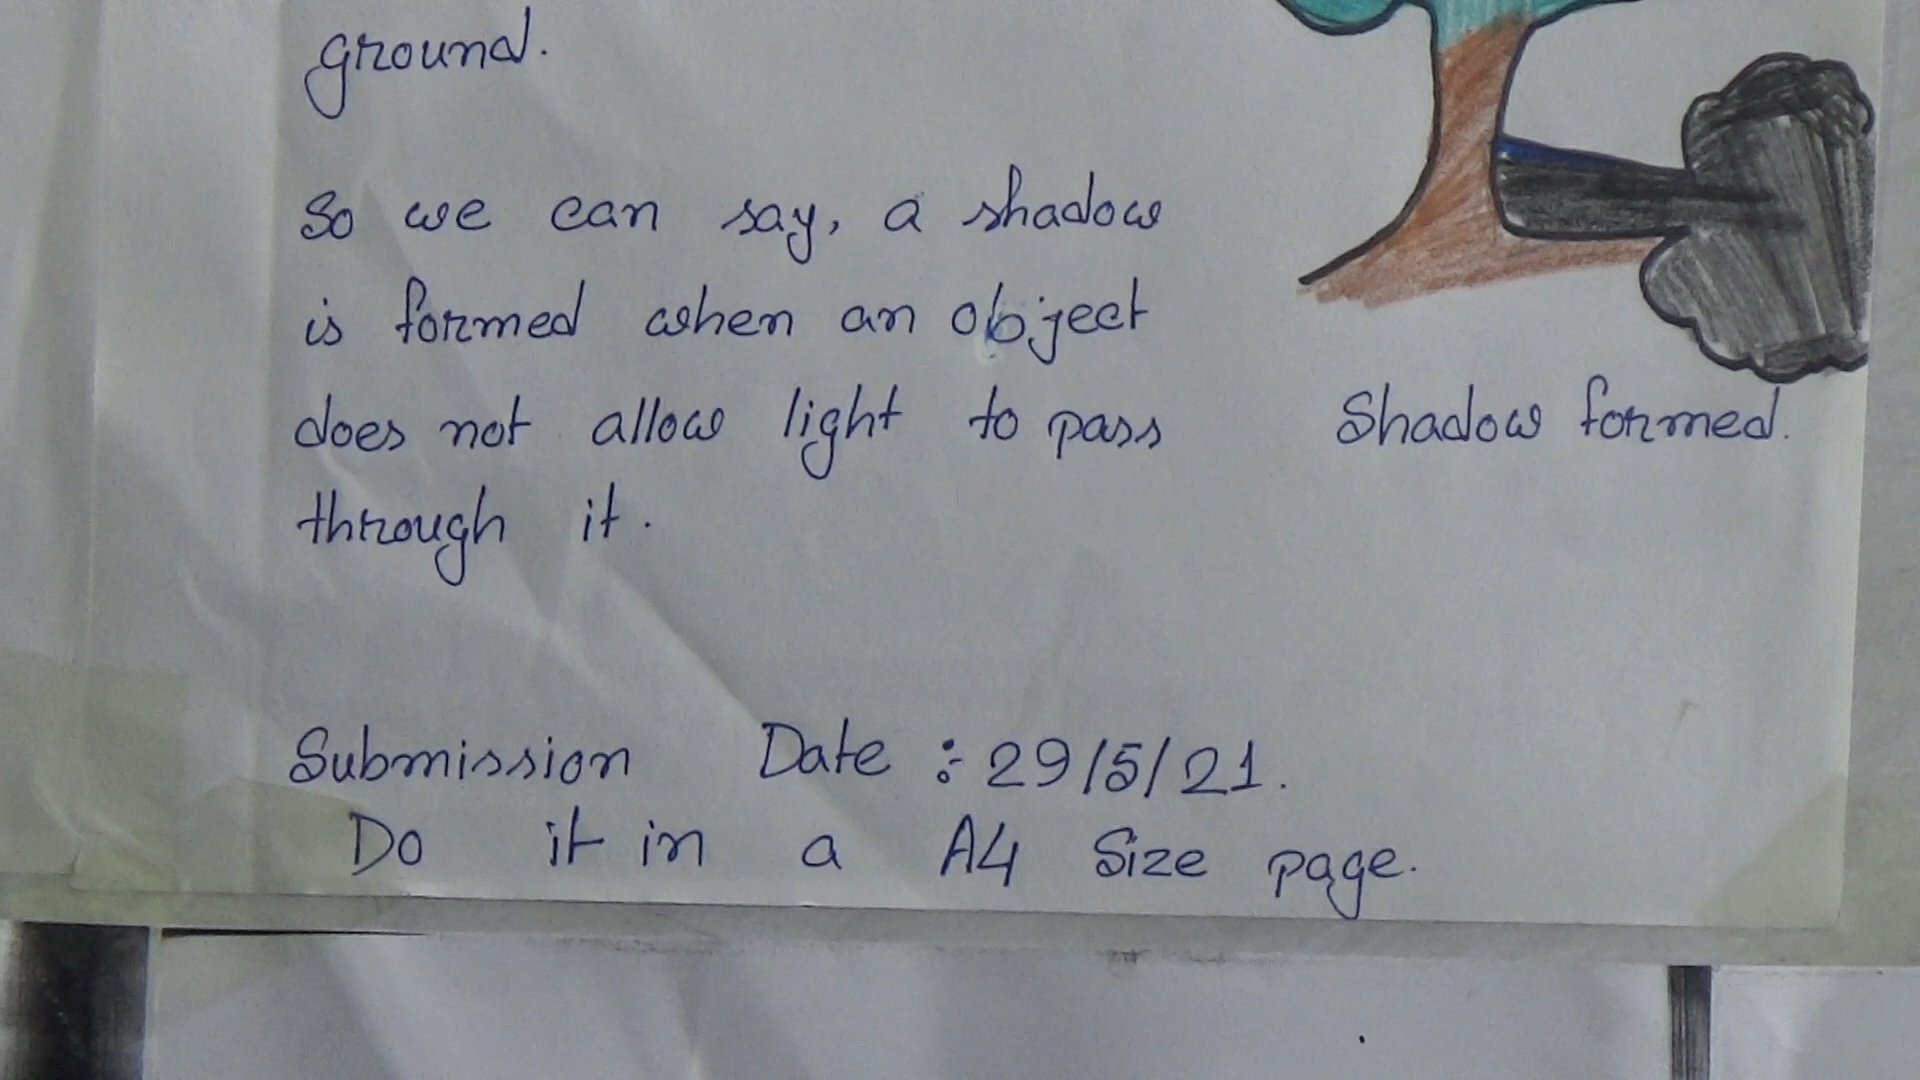 ground.
So we can say, a shadow
is formed when an object
does not allow light to pass
through it.
Shadow formed.
Submission Date :- 29/5/21.
Do it in a A4 Size page.